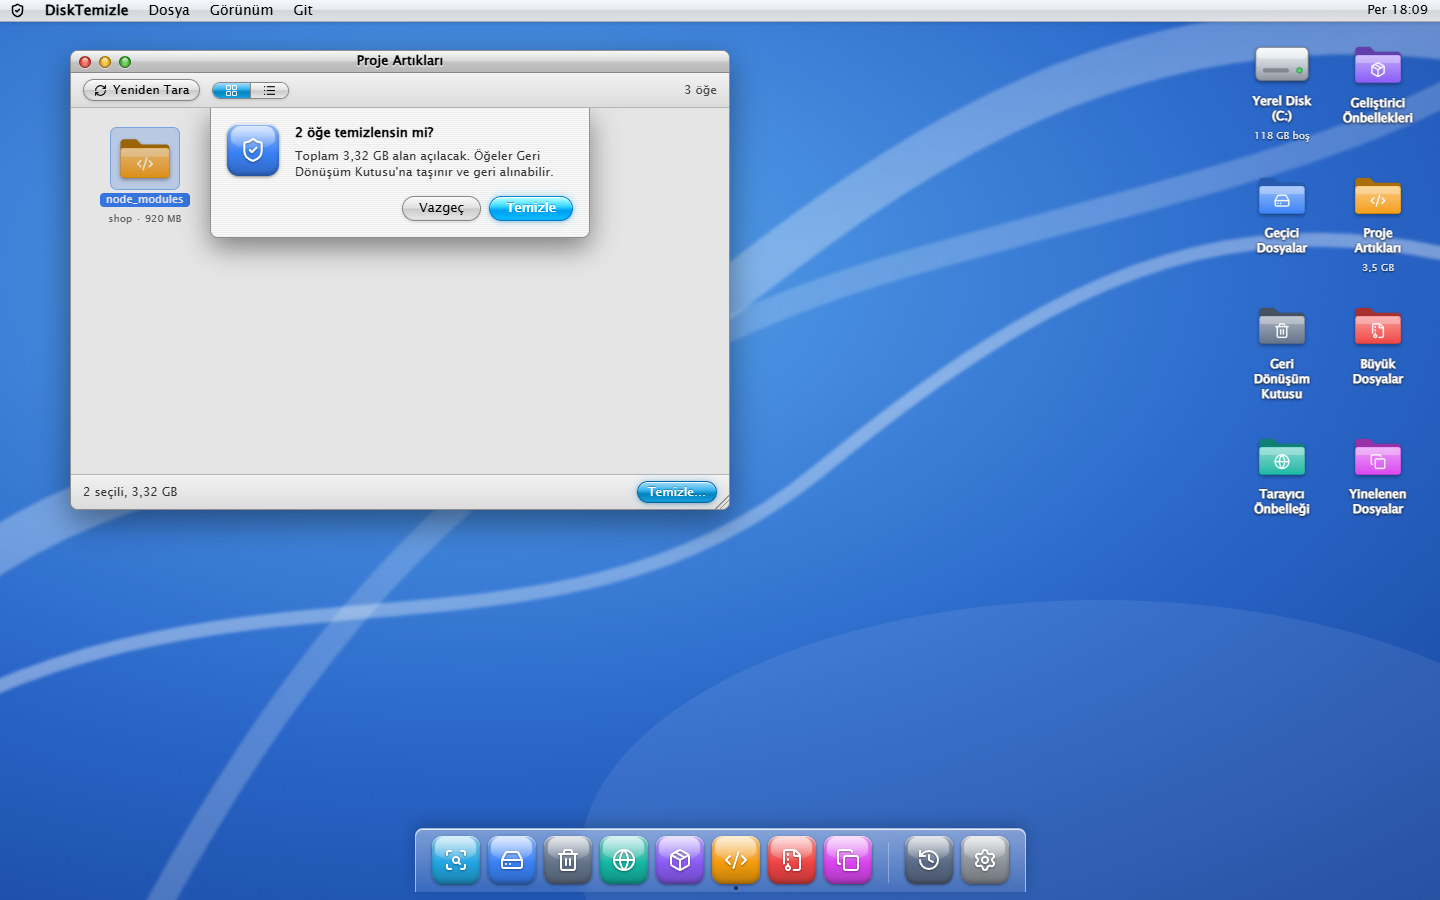 DiskTemizle Dosya Görünüm Git Per 18:09
Proje Artıkları
Yeniden Tara 3 öğe
2 öğe temizlensin mi?
Toplam 3,32 GB alan açılacak. Öğeler Geri
Dönüşüm Kutusu'na taşınır ve geri alınabilir.
Vazgeç Temizle
node_modules
shop · 920 MB
2 seçili, 3,32 GB Temizle...
Yerel Disk
(C:)
118 GB boş
Geliştirici
Önbellekleri
Geçici
Dosyalar
Proje
Artıkları
3,5 GB
Geri
Dönüşüm
Kutusu
Büyük
Dosyalar
Tarayıcı
Önbelleği
Yinelenen
Dosyalar